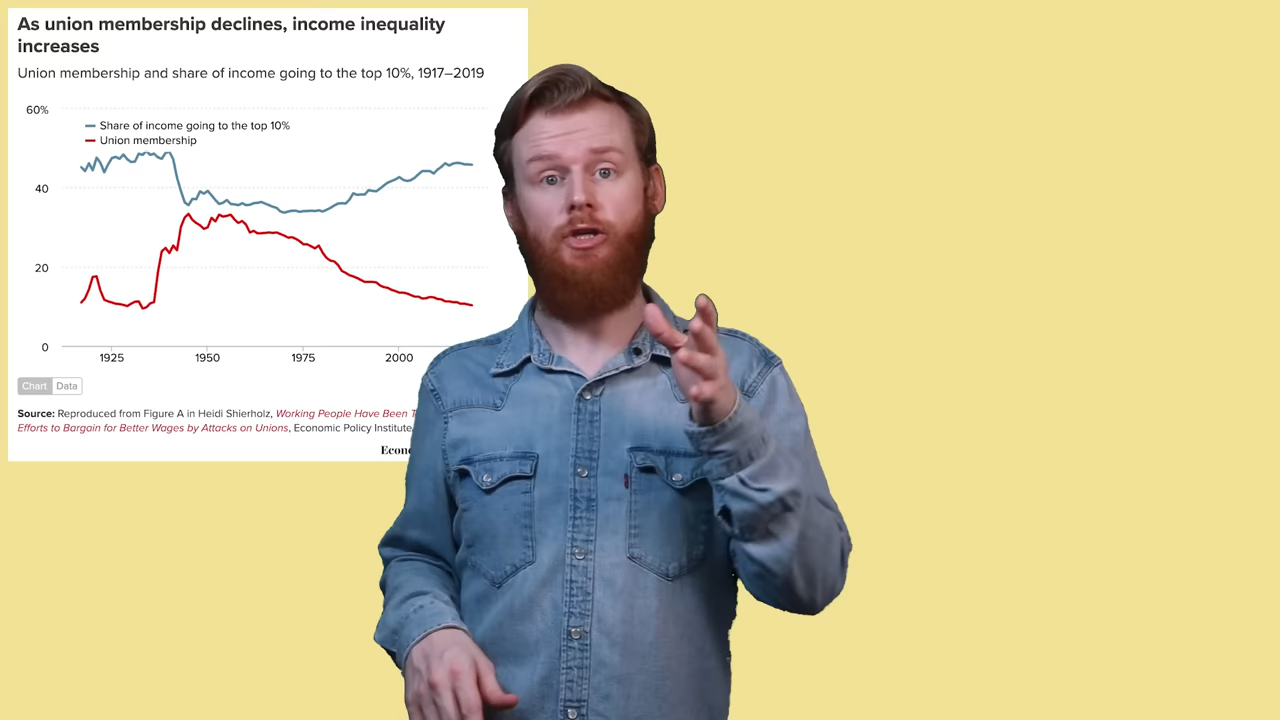 As union membership declines, income inequality
increases
Union membership and share of income going to the top 10%, 1917–2019
60%
Share of income going to the top 10%
Union membership
40
20
0
1925 1950 1975 2000
Chart Data
Source: Reproduced from Figure A in Heidi Shierholz, Working People Have Been
Efforts to Bargain for Better Wages by Attacks on Unions, Economic Policy Institute